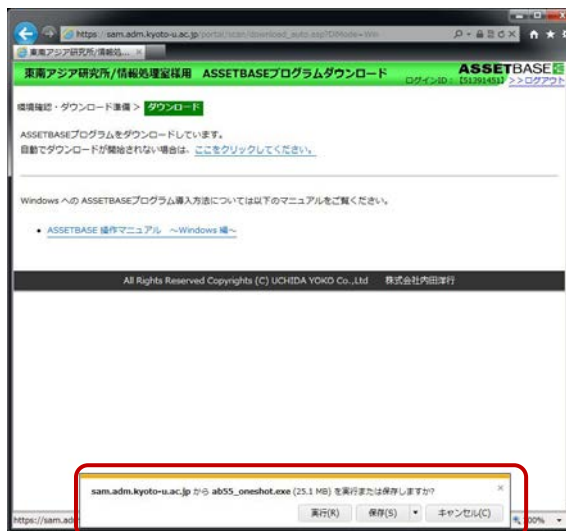 https://sam.adm.kyoto-u.ac.jp/portal/scan/download_auto.asp?DlMode=Win
東南アジア研究所/情報処... ×
東南アジア研究所/情報処理室様用 ASSETBASEプログラムダウンロード
ASSETBASE
ログインID: [S1391451] >>ログアウト
環境確認・ダウンロード準備 > ダウンロード
ASSETBASEプログラムをダウンロードしています。
自動でダウンロードが開始されない場合は、ここをクリックしてください。
Windows への ASSETBASEプログラム導入方法については以下のマニュアルをご覧ください。
• ASSETBASE 操作マニュアル ～Windows 編～
All Rights Reserved Copyrights (C) UCHIDA YOKO Co.,Ltd 株式会社内田洋行
sam.adm.kyoto-u.ac.jp から ab55_oneshot.exe (25.1 MB) を実行または保存しますか? ×
実行(R) 保存(S) ▼ キャンセル(C)
https://sam.ad
100%